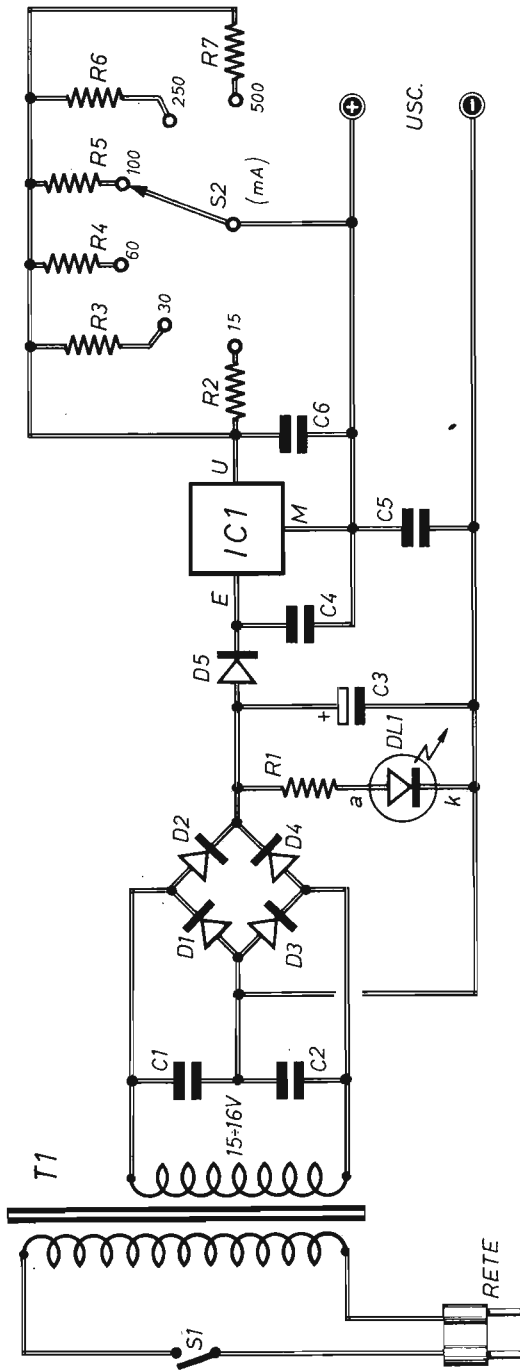 T1
S1
RETE
15÷16V
C1
C2
D1
D2
D3
D4
R1
a
DL1
k
+
C3
D5
C4
E
IC1
U
M
C5
C6
R2
15
R3
30
R4
60
R5
100
R6
250
R7
500
S2
(mA)
+
USC.
-